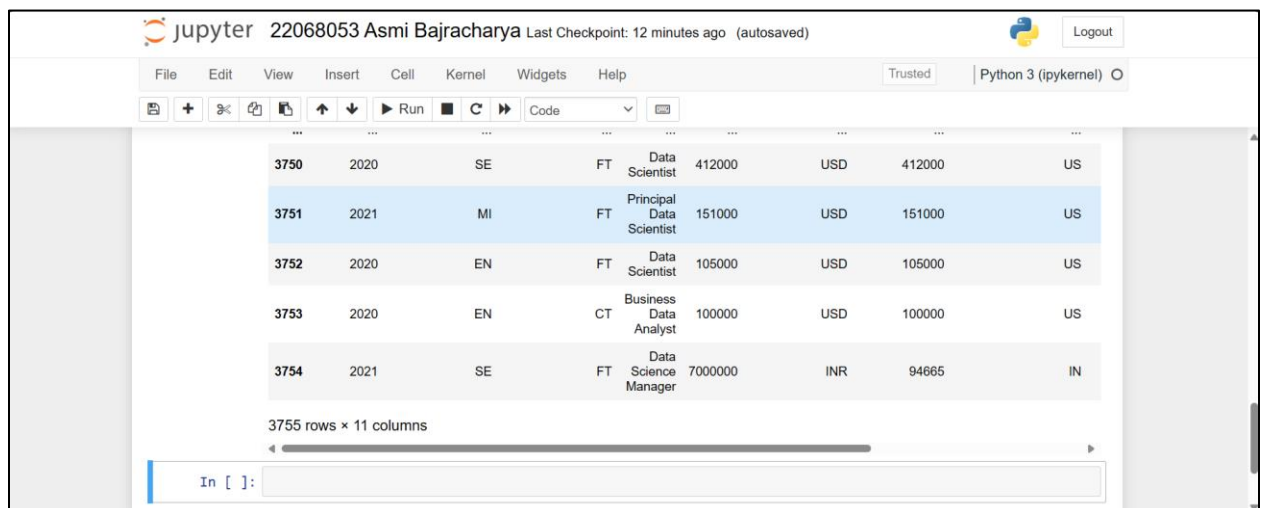 jupyter 22068053 Asmi Bajracharya Last Checkpoint: 12 minutes ago (autosaved) Logout
File Edit View Insert Cell Kernel Widgets Help Trusted Python 3 (ipykernel)
Run Code
... ... ... ... ... ... ... ... ...
3750 2020 SE FT Data Scientist 412000 USD 412000 US
3751 2021 MI FT Principal Data Scientist 151000 USD 151000 US
3752 2020 EN FT Data Scientist 105000 USD 105000 US
3753 2020 EN CT Business Data Analyst 100000 USD 100000 US
3754 2021 SE FT Data Science Manager 7000000 INR 94665 IN
3755 rows × 11 columns
In [ ]: